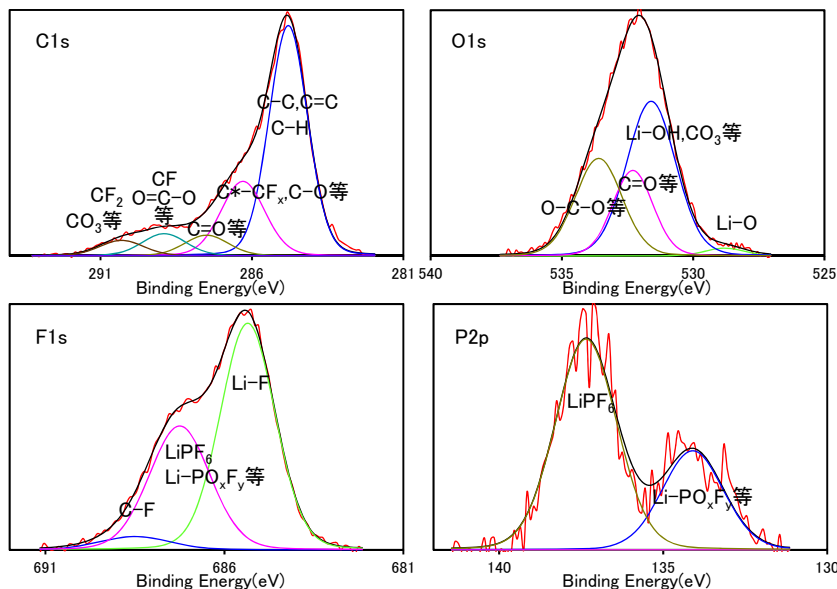 C1s
C-C,C=C
C-H
C*-CFx,C-O等
C=O等
CF
O=C-O
等
CF2
CO3等
291
286
281
Binding Energy(eV)
O1s
Li-OH,CO3等
C=O等
O-C-O等
Li-O
540
535
530
525
Binding Energy(eV)
F1s
Li-F
LiPF6
Li-POxFy等
C-F
691
686
681
Binding Energy(eV)
P2p
LiPF6
Li-POxFy等
140
135
130
Binding Energy(eV)